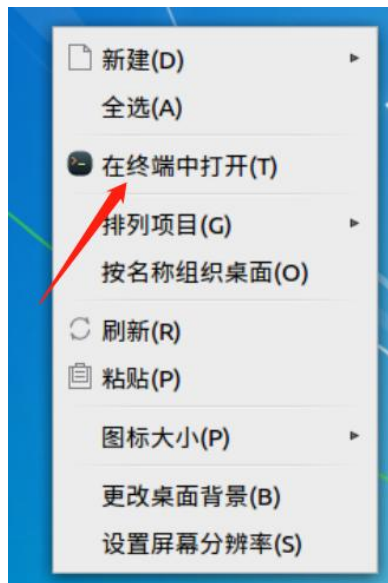 新建(D)
全选(A)
在终端中打开(T)
排列项目(G)
按名称组织桌面(O)
刷新(R)
粘贴(P)
图标大小(P)
更改桌面背景(B)
设置屏幕分辨率(S)